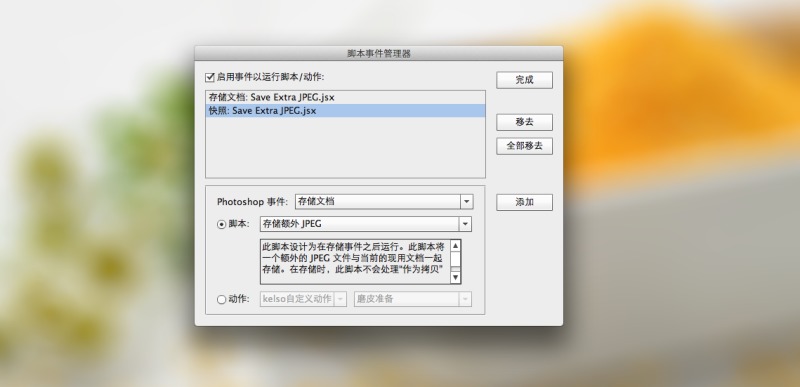 脚本事件管理器
启用事件以运行脚本/动作:
完成
存储文档: Save Extra JPEG.jsx
快照: Save Extra JPEG.jsx
移去
全部移去
Photoshop 事件: 存储文档
添加
脚本: 存储额外 JPEG
此脚本设计为在存储事件之后运行。此脚本将
一个额外的 JPEG 文件与当前的现用文档一起
存储。在存储时，此脚本不会处理“作为拷贝”
动作: kelso自定义动作 磨皮准备